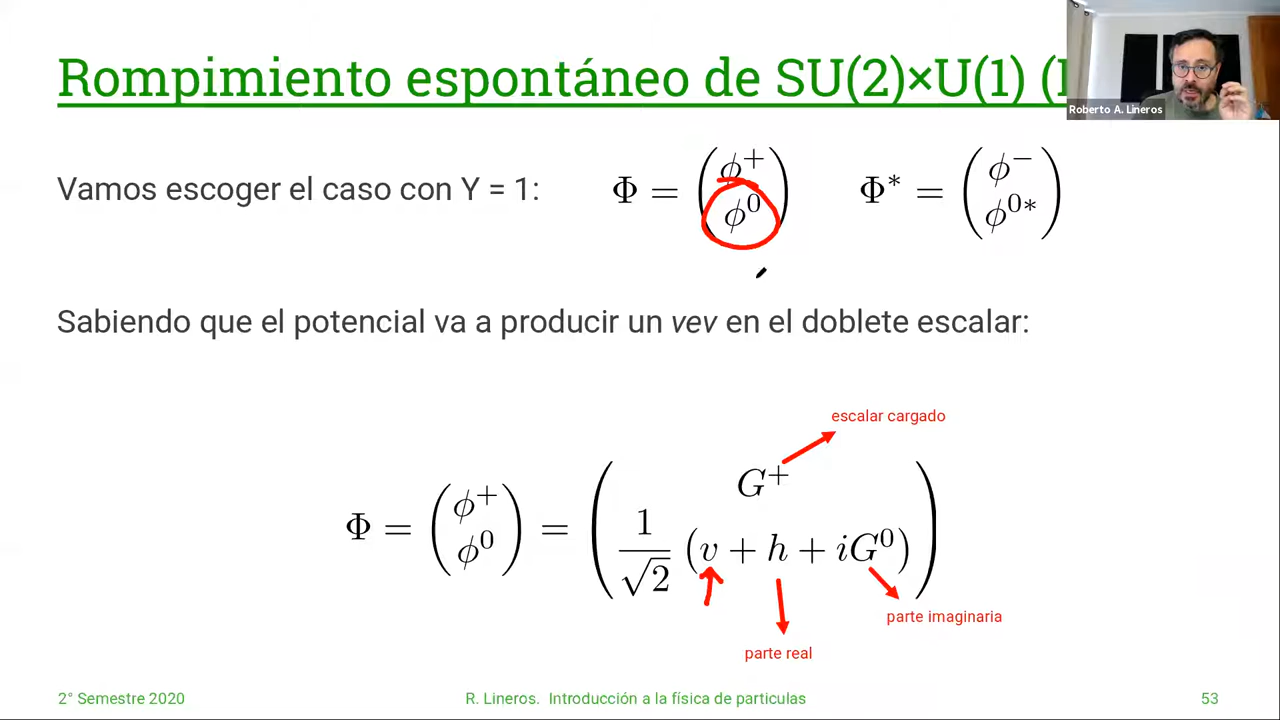 Rompimiento espontáneo de SU(2)×U(1) (
Roberto A. Lineros
Vamos escoger el caso con Y = 1:
Φ = (ϕ⁺ ϕ⁰)
Φ* = (ϕ⁻ ϕ⁰*)
Sabiendo que el potencial va a producir un vev en el doblete escalar:
escalar cargado
Φ = (ϕ⁺ ϕ⁰) = (G⁺ 1/√2 (v + h + iG⁰))
parte imaginaria
parte real
2° Semestre 2020
R. Lineros. Introducción a la física de particulas
53